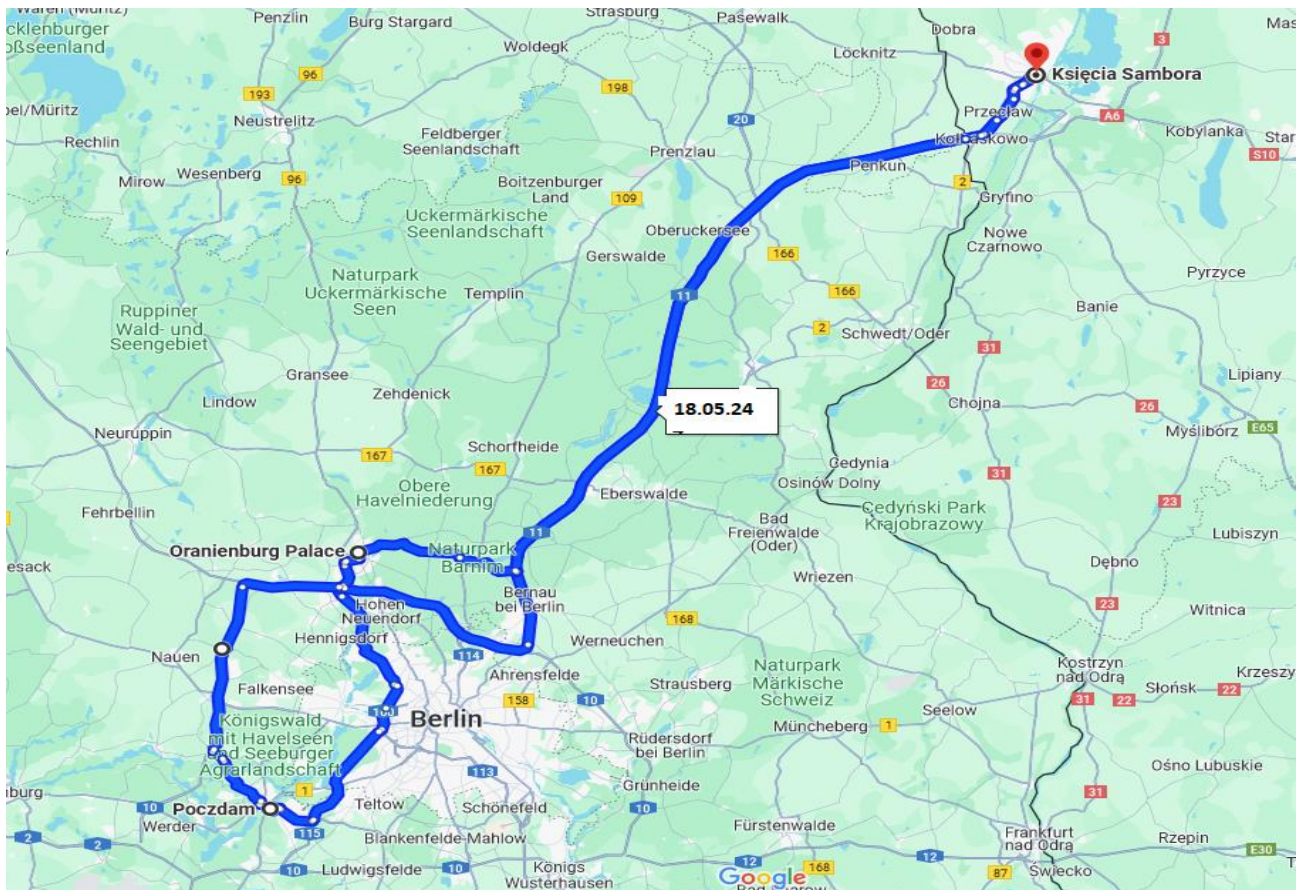 Waren (Müritz)
Penzlin
Burg Stargard
Strasburg
Pasewalk
Dobra
3
Woldegk
Löcknitz
Księcia Sambora
96
193
198
Neustrelitz
Feldberger
Seenlandschaft
20
Przecław
A6
Kołbaskowo
Kobylanka
S10
Rechlin
Wesenberg
Mirow
96
Prenzlau
Penkun
Boitzenburger
Land
109
2
Gryfino
Uckermärkische
Seenlandschaft
Oberuckersee
Nowe
Czarnowo
Gerswalde
166
Pyrzyce
Naturpark
Uckermärkische
Seen
Templin
11
166
Banie
Ruppiner
Wald- und
Seengebiet
2
Schwedt/Oder
31
Gransee
Zehdenick
26
Lipiany
Lindow
18.05.24
Chojna
26
Neuruppin
Myślibórz
E65
167
Schorfheide
167
31
Cedynia
Osinów Dolny
Obere
Havelniederung
Eberswalde
23
Fehrbellin
11
Bad
Freienwalde
(Oder)
Cedyński Park
Krajobrazowy
Lubiszyn
Oranienburg Palace
Naturpark
Barnim
Dębno
Wriezen
Bernau
bei Berlin
23
Hohen
Neuendorf
168
Witnica
Hennigsdorf
Werneuchen
Nauen
114
Ahrensfelde
Kostrzyn
nad Odrą
Krzeszy
Falkensee
158
10
Strausberg
Naturpark
Märkische
Schweiz
31
22
Słońsk
22
100
Berlin
Seelow
Königswald
mit Havelseen
und Seeburger
Agrarlandschaft
Müncheberg
1
Rüdersdorf
bei Berlin
113
Ośno Lubuskie
1
Grünheide
Teltow
Schönefeld
31
10
Poczdam
Werder
10
115
Blankenfelde-Mahlow
10
Fürstenwalde
Frankfurt
nad Odrą
Rzepin
2
2
10
Ludwigsfelde
Königs
Wusterhausen
12
Google
168
12
87
Świecko
E30